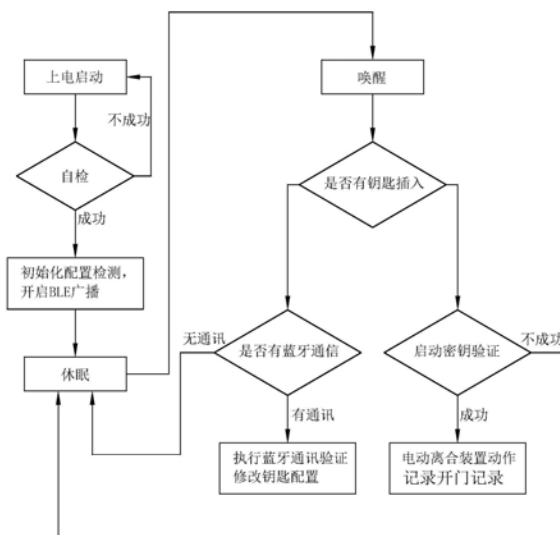 上电启动
唤醒
不成功
自检
是否有钥匙插入
成功
初始化配置检测，
开启BLE广播
无通讯
是否有蓝牙通信
启动密钥验证
不成功
休眠
有通讯
成功
执行蓝牙通讯验证
修改钥匙配置
电动离合装置动作
记录开门记录